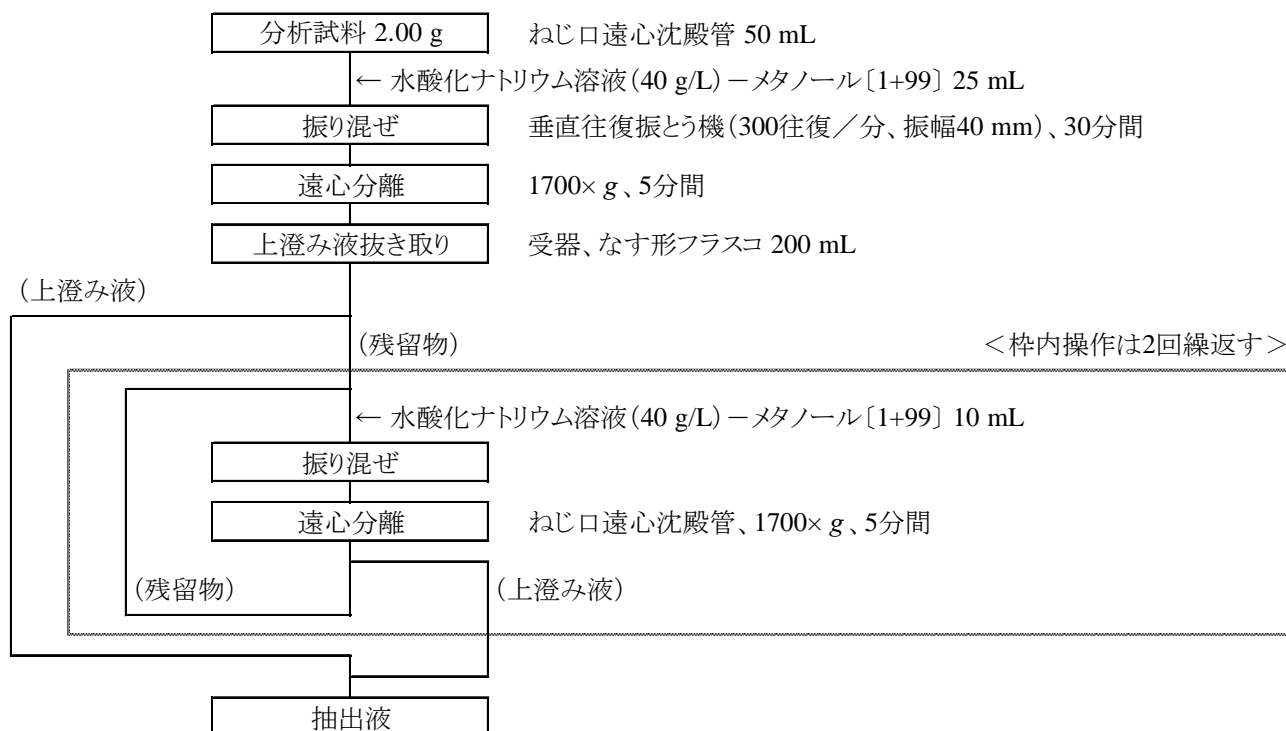 分析試料 2.00 g ねじ口遠心沈殿管 50 mL
← 水酸化ナトリウム溶液(40 g/L)－メタノール〔1+99〕 25 mL
振り混ぜ 垂直往復振とう機(300往復／分、振幅40 mm)、30分間
遠心分離 1700× g 、5分間
上澄み液抜き取り 受器、なす形フラスコ 200 mL
(上澄み液)
(残留物) ＜枠内操作は2回繰返す＞
← 水酸化ナトリウム溶液(40 g/L)－メタノール〔1+99〕 10 mL
振り混ぜ
遠心分離 ねじ口遠心沈殿管、1700× g 、5分間
(残留物) (上澄み液)
抽出液